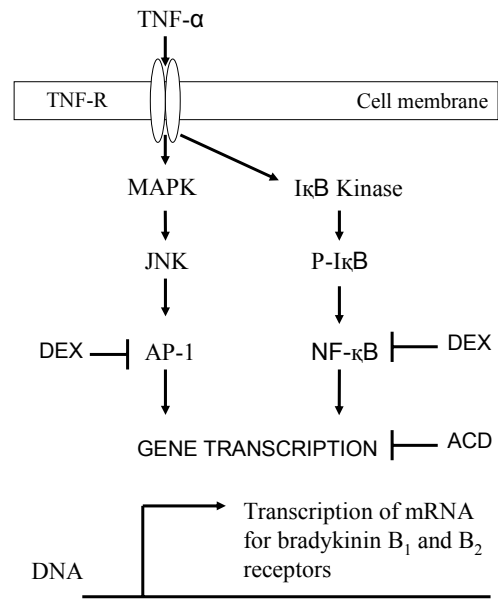 TNF-α
TNF-R Cell membrane
MAPK IκB Kinase
JNK P-IκB
DEX AP-1 NF-κB DEX
GENE TRANSCRIPTION ACD
Transcription of mRNA
for bradykinin B₁ and B₂
receptors
DNA